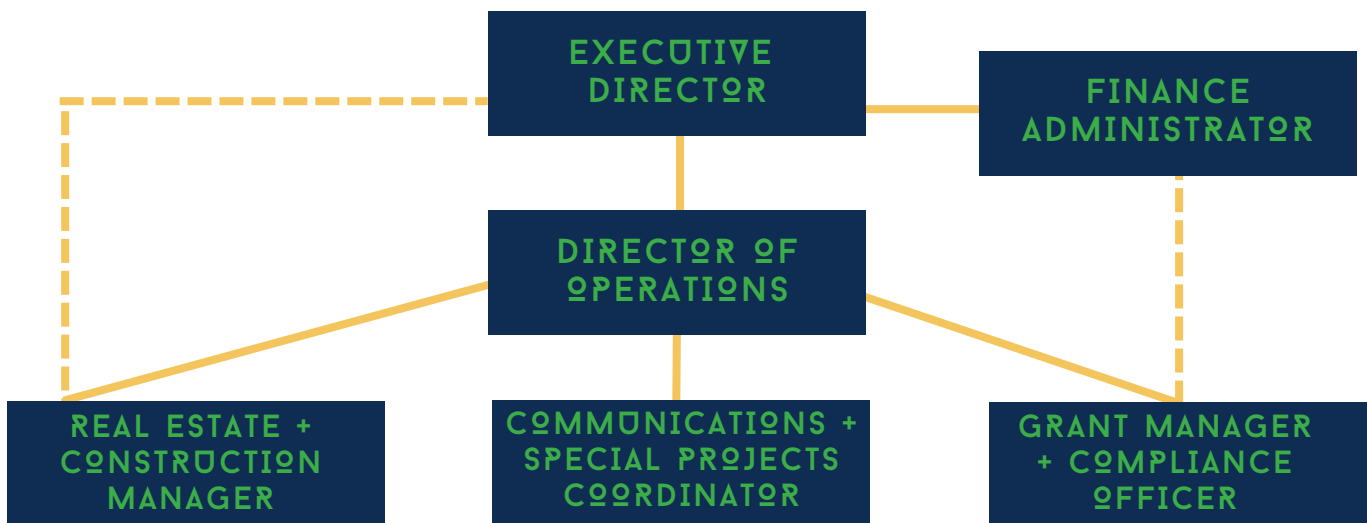 EXECUTIVE
DIRECTOR
FINANCE
ADMINISTRATOR
DIRECTOR OF
OPERATIONS
REAL ESTATE +
CONSTRUCTION
MANAGER
COMMUNICATIONS +
SPECIAL PROJECTS
COORDINATOR
GRANT MANAGER
+ COMPLIANCE
OFFICER